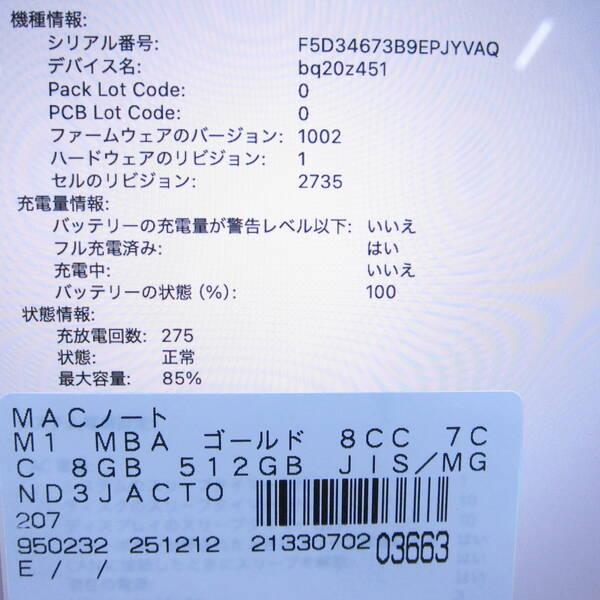 機種情報:
シリアル番号: F5D34673B9EPJYVAQ
デバイス名: bq20z451
Pack Lot Code: 0
PCB Lot Code: 0
ファームウェアのバージョン: 1002
ハードウェアのリビジョン: 1
セルのリビジョン: 2735
充電量情報:
バッテリーの充電量が警告レベル以下: いいえ
フル充電済み: はい
充電中: いいえ
バッテリーの状態 (%): 100
状態情報:
充放電回数: 275
状態: 正常
最大容量: 85%
MACノート
M1 MBA ゴールド 8CC 7C
C 8GB 512GB JIS/MG
ND3JACTO
207
950232 251212 21330702 03663
E / /